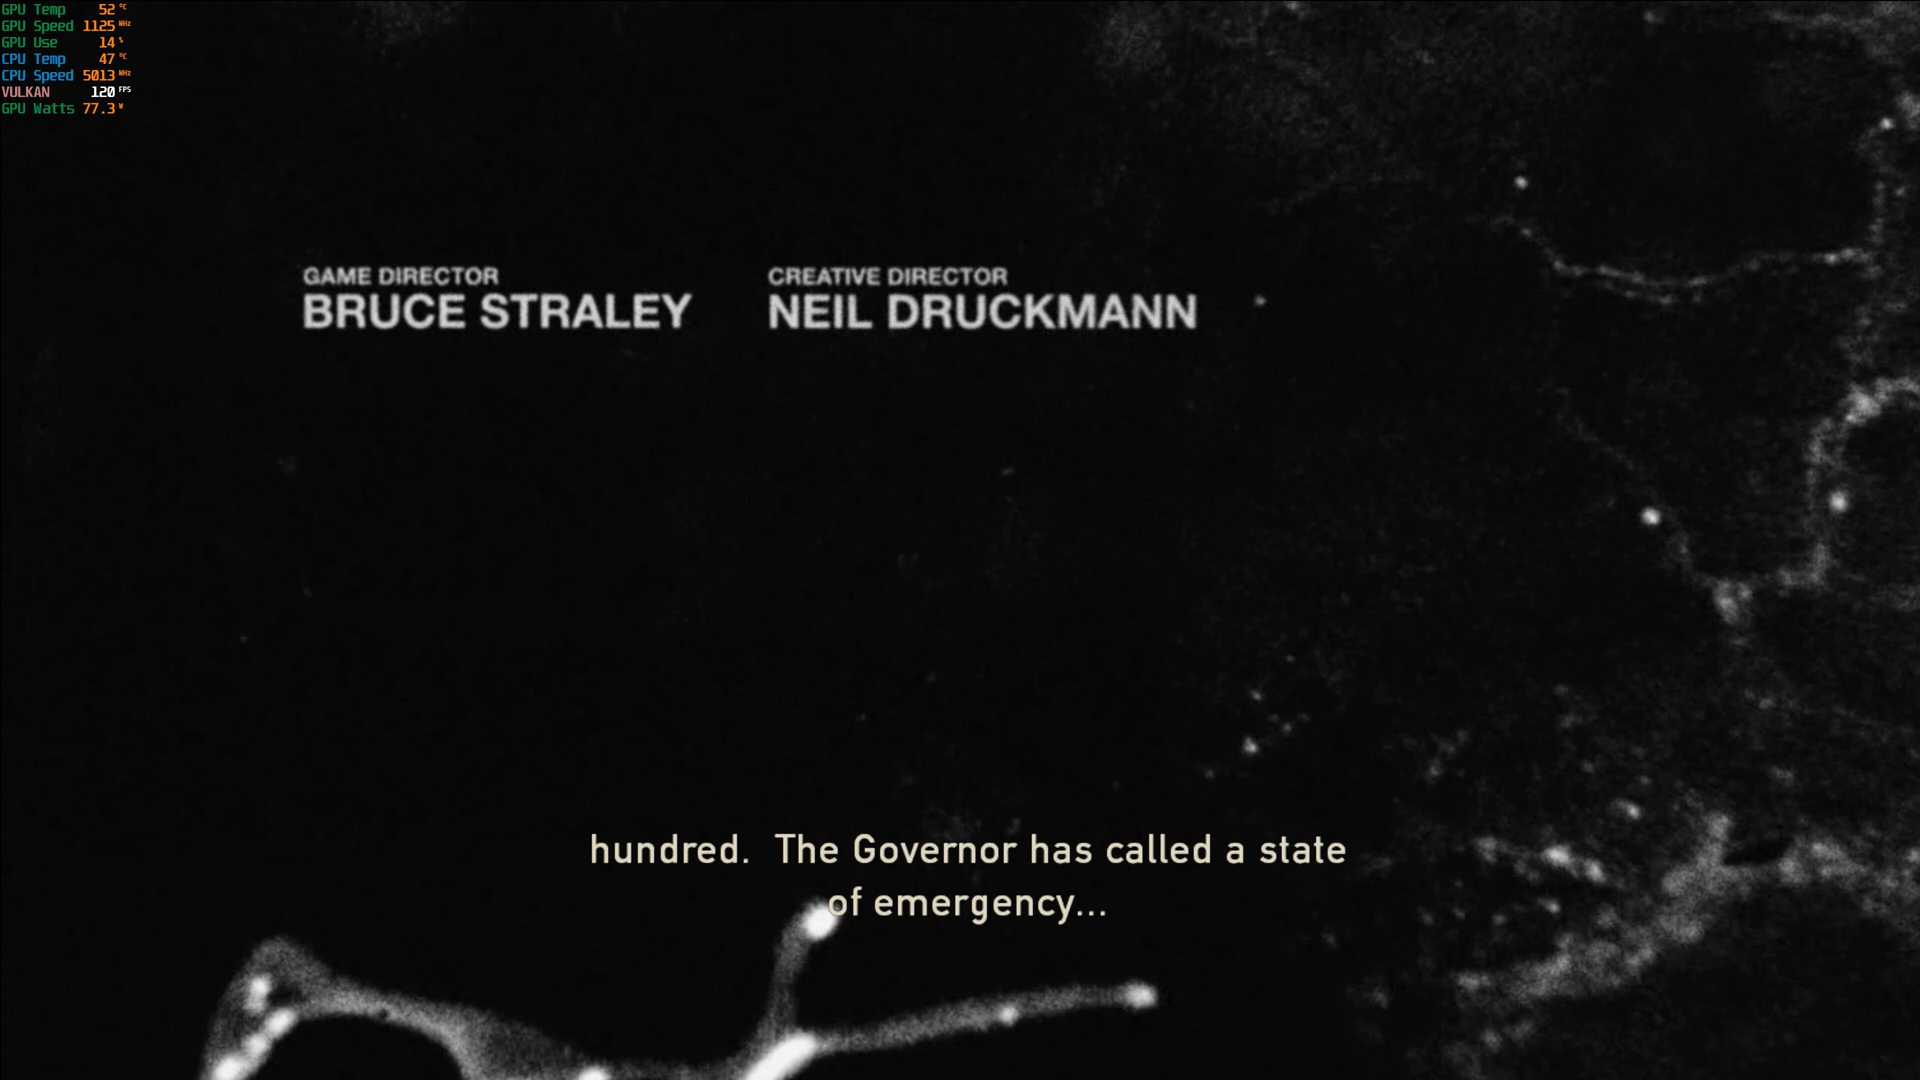 GPU Temp 52 °C
GPU Speed 1125 MHz
GPU Use 14 %
CPU Temp 47 °C
CPU Speed 5013 MHz
VULKAN 120 FPS
GPU Watts 77.3 W
GAME DIRECTOR
BRUCE STRALEY
CREATIVE DIRECTOR
NEIL DRUCKMANN
hundred.  The Governor has called a state
of emergency...